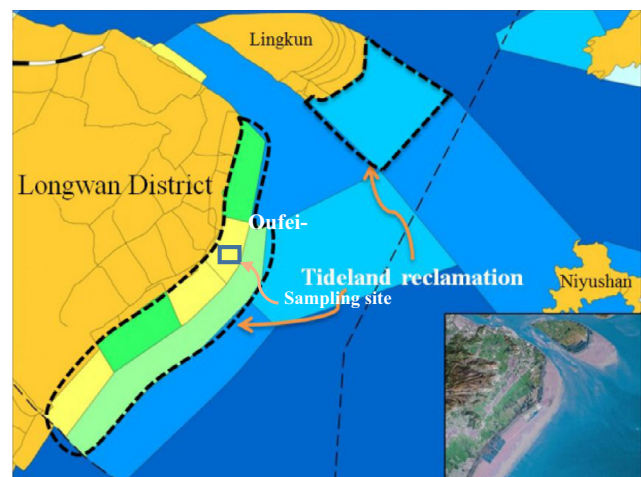 Lingkun
Longwan District
Oufei-
Tideland reclamation
Niyushan
Sampling site